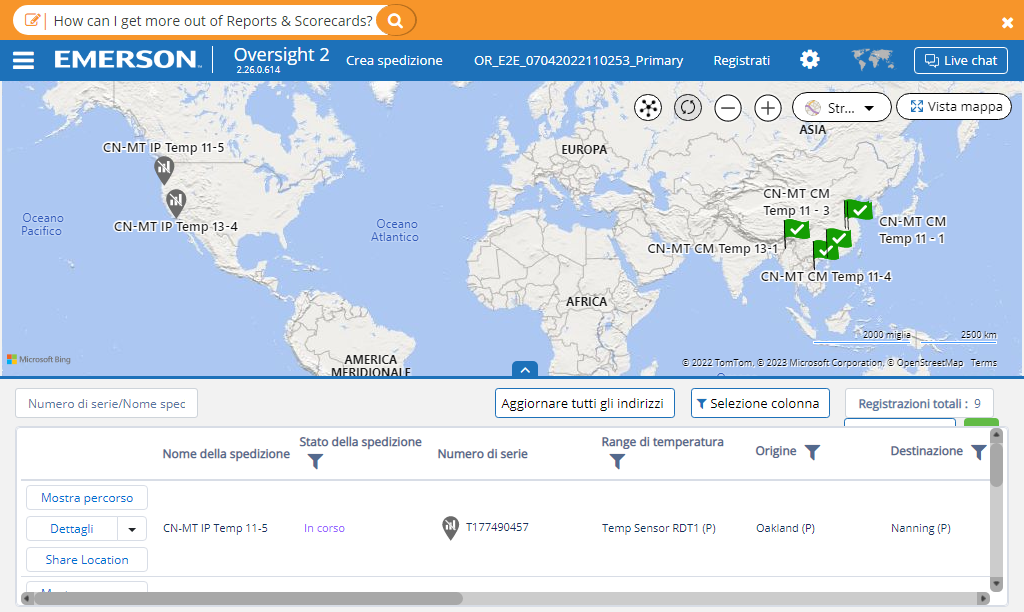 How can I get more out of Reports & Scorecards?
EMERSON
Oversight 2
2.26.0.614
Crea spedizione
OR_E2E_07042022110253_Primary
Registrati
Live chat
Str...
Vista mappa
ASIA
EUROPA
CN-MT IP Temp 11-5
CN-MT CM
Temp 11 - 3
Oceano
Pacifico
CN-MT IP Temp 13-4
Oceano
Atlantico
CN-MT CM
Temp 11 - 1
CN-MT CM Temp 13-1
CN-MT CM Temp 11-4
AFRICA
2000 miglia
2500 km
AMERICA
MERIDIONALE
Microsoft Bing
© 2022 TomTom, © 2023 Microsoft Corporation, © OpenStreetMap Terms
Numero di serie/Nome spec
Aggiornare tutti gli indirizzi
Selezione colonna
Registrazioni totali : 9
Nome della spedizione
Stato della spedizione
Numero di serie
Range di temperatura
Origine
Destinazione
Mostra percorso
Dettagli
Share Location
CN-MT IP Temp 11-5
In corso
T177490457
Temp Sensor RDT1 (P)
Oakland (P)
Nanning (P)